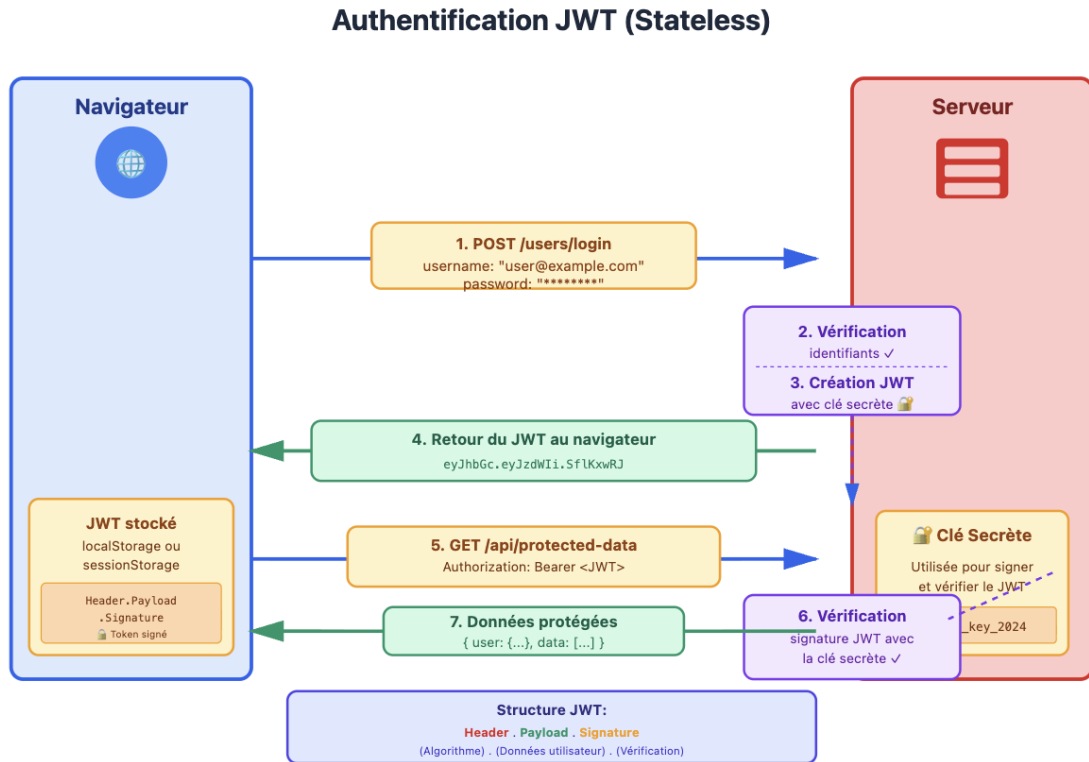 Authentification JWT (Stateless)
Navigateur
Serveur
1. POST /users/login
username: "user@example.com"
password: "********"
2. Vérification
identifiants ✓
3. Création JWT
avec clé secrète 🔐
4. Retour du JWT au navigateur
eyJhbGc.eyJzdWIi.SflKxwRJ
JWT stocké
localStorage ou
sessionStorage
Header.Payload
.Signature
🔒 Token signé
5. GET /api/protected-data
Authorization: Bearer <JWT>
🔐 Clé Secrète
Utilisée pour signer
et vérifier le JWT
_key_2024
6. Vérification
signature JWT avec
la clé secrète ✓
7. Données protégées
{ user: {...}, data: [...] }
Structure JWT:
Header . Payload . Signature
(Algorithme) . (Données utilisateur) . (Vérification)